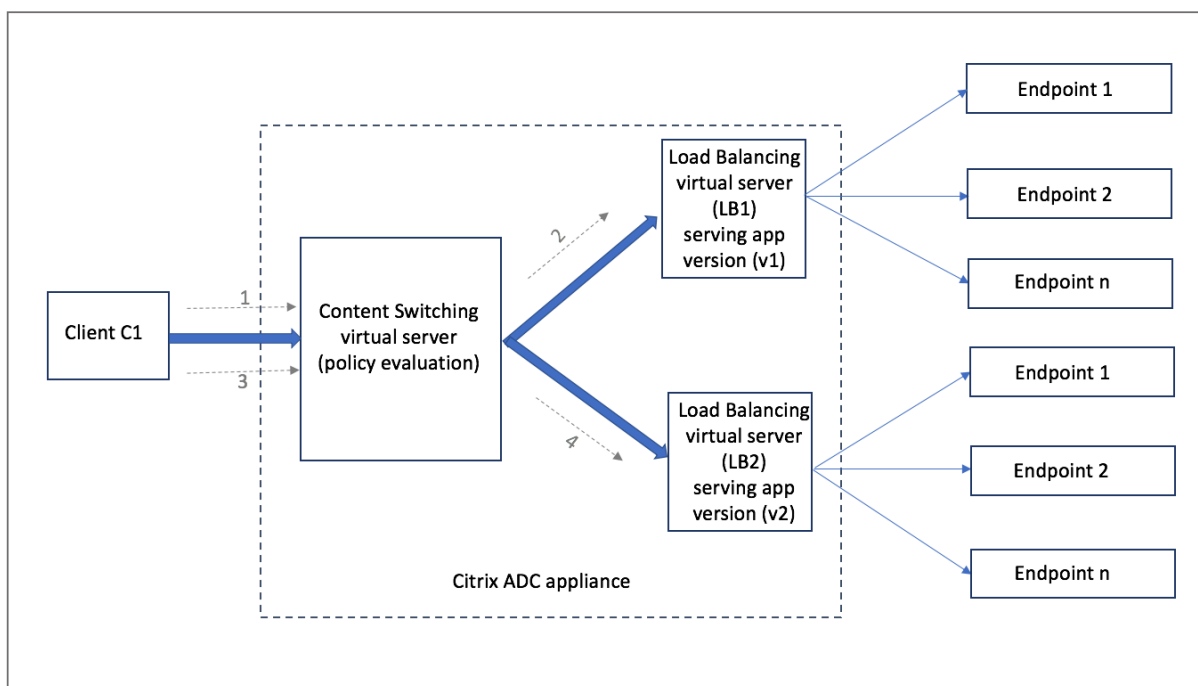 Client C1
1
3
Content Switching
virtual server
(policy evaluation)
2
4
Load Balancing
virtual server
(LB1)
serving app
version (v1)
Load Balancing
virtual server
(LB2)
serving app
version (v2)
Citrix ADC appliance
Endpoint 1
Endpoint 2
Endpoint n
Endpoint 1
Endpoint 2
Endpoint n